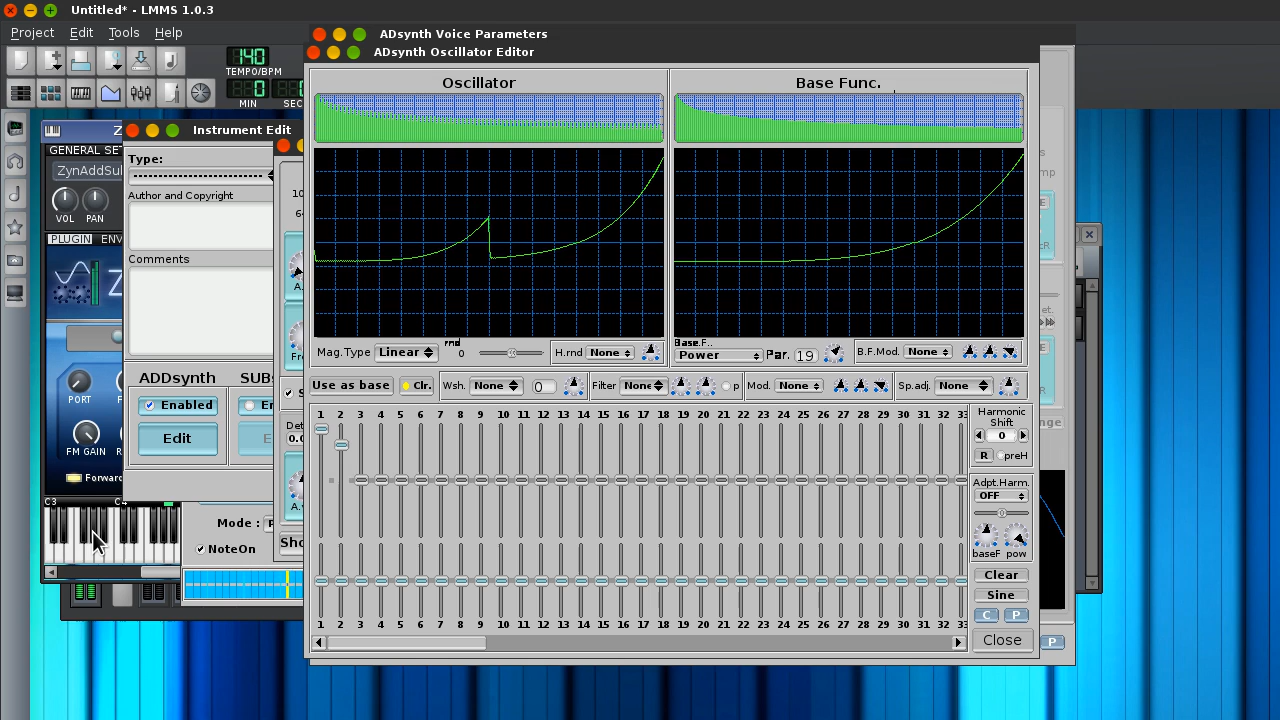 Untitled* - LMMS 1.0.3
Project Edit Tools Help
140
TEMPO/BPM
0
MIN SEC
ADsynth Voice Parameters
ADsynth Oscillator Editor
Oscillator
Base Func.
Instrument Edit
Type:
Author and Copyright
Comments
ADDsynth
Enabled
Edit
GENERAL SET
ZynAddSub
VOL PAN
PLUGIN ENV
PORT
FM GAIN
Forward
C3 C4
Mode :
NoteOn
Mag.Type Linear
rnd
0
H.rnd None
Base.F..
Power
Par. 19
B.F.Mod. None
Use as base
Clr.
Wsh. None 0
Filter None
p
Mod. None
Sp.adj. None
1 2 3 4 5 6 7 8 9 10 11 12 13 14 15 16 17 18 19 20 21 22 23 24 25 26 27 28 29 30 31 32 33
1 2 3 4 5 6 7 8 9 10 11 12 13 14 15 16 17 18 19 20 21 22 23 24 25 26 27 28 29 30 31 32 33
Harmonic
Shift
0
R preH
Adpt.Harm.
OFF
baseF pow
Clear
Sine
C P
Close
P